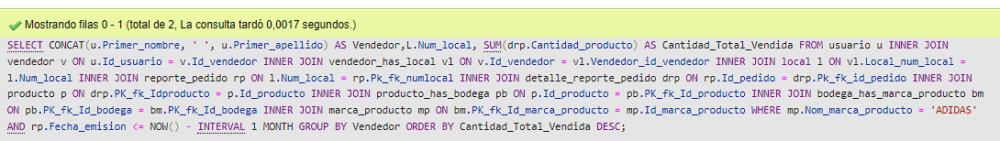 Mostrando filas 0 - 1 (total de 2, La consulta tardó 0,0017 segundos.)
SELECT CONCAT(u.Primer_nombre, ' ', u.Primer_apellido) AS Vendedor,L.Num_local, SUM(drp.Cantidad_producto) AS Cantidad_Total_Vendida FROM usuario u INNER JOIN
vendedor v ON u.Id_usuario = v.Id_vendedor INNER JOIN vendedor_has_local vl ON v.Id_vendedor = vl.Vendedor_id_vendedor INNER JOIN local l ON vl.Local_num_local =
l.Num_local INNER JOIN reporte_pedido rp ON l.Num_local = rp.Pk_fk_numlocal INNER JOIN detalle_reporte_pedido drp ON rp.Id_pedido = drp.Pk_fk_id_pedido INNER JOIN
producto p ON drp.PK_fk_Idproducto = p.Id_producto INNER JOIN producto_has_bodega pb ON p.Id_producto = pb.PK_fk_Id_producto INNER JOIN bodega_has_marca_producto bm
ON pb.PK_fk_Id_bodega = bm.PK_fk_Id_bodega INNER JOIN marca_producto mp ON bm.PK_fk_Id_marca_producto = mp.Id_marca_producto WHERE mp.Nom_marca_producto = 'ADIDAS'
AND rp.Fecha_emision <= NOW() - INTERVAL 1 MONTH GROUP BY Vendedor ORDER BY Cantidad_Total_Vendida DESC;